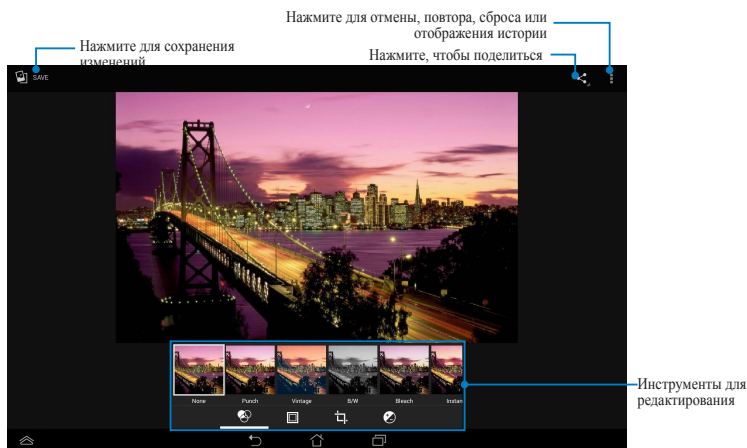 Нажмите для отмены, повтора, сброса или
отображения истории
Нажмите для сохранения
изменений
Нажмите, чтобы поделиться
SAVE
None Punch Vintage B/W Bleach Instan
Инструменты для
редактирования